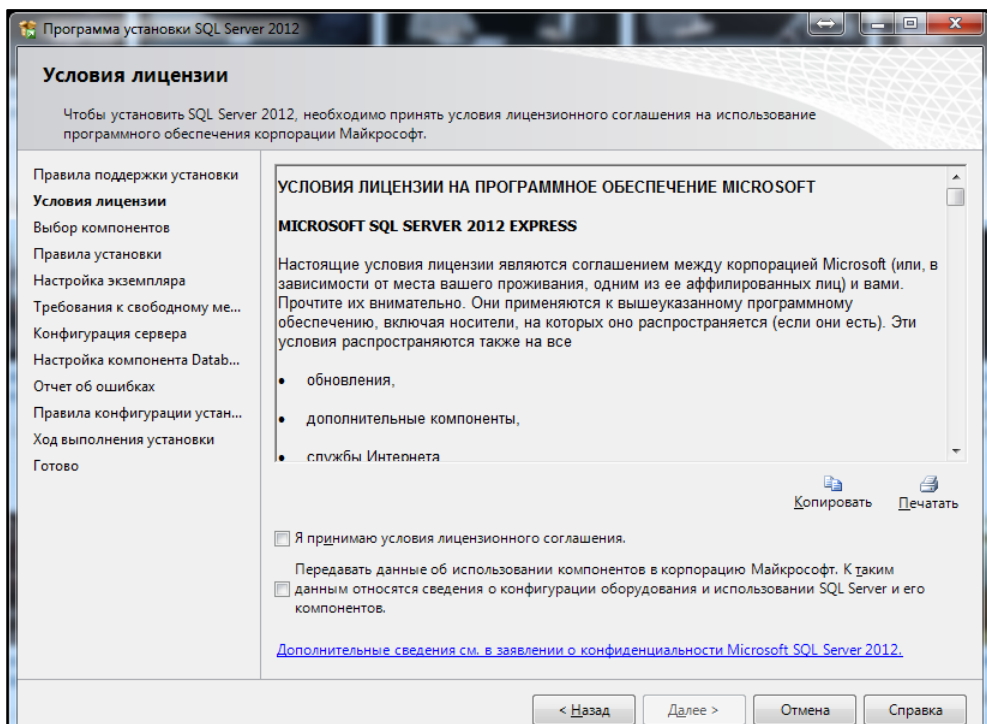 Программа установки SQL Server 2012
Условия лицензии
Чтобы установить SQL Server 2012, необходимо принять условия лицензионного соглашения на использование
программного обеспечения корпорации Майкрософт.
Правила поддержки установки
Условия лицензии
Выбор компонентов
Правила установки
Настройка экземпляра
Требования к свободному ме...
Конфигурация сервера
Настройка компонента Datab...
Отчет об ошибках
Правила конфигурации устан...
Ход выполнения установки
Готово
УСЛОВИЯ ЛИЦЕНЗИИ НА ПРОГРАММНОЕ ОБЕСПЕЧЕНИЕ MICROSOFT
MICROSOFT SQL SERVER 2012 EXPRESS
Настоящие условия лицензии являются соглашением между корпорацией Microsoft (или, в
зависимости от места вашего проживания, одним из ее аффилированных лиц) и вами.
Прочтите их внимательно. Они применяются к вышеуказанному программному
обеспечению, включая носители, на которых оно распространяется (если они есть). Эти
условия распространяются также на все
• обновления,
• дополнительные компоненты,
• службы Интернета
Копировать Печатать
Я принимаю условия лицензионного соглашения.
Передавать данные об использовании компонентов в корпорацию Майкрософт. К таким
данным относятся сведения о конфигурации оборудования и использовании SQL Server и его
компонентов.
Дополнительные сведения см. в заявлении о конфиденциальности Microsoft SQL Server 2012.
< Назад Далее > Отмена Справка